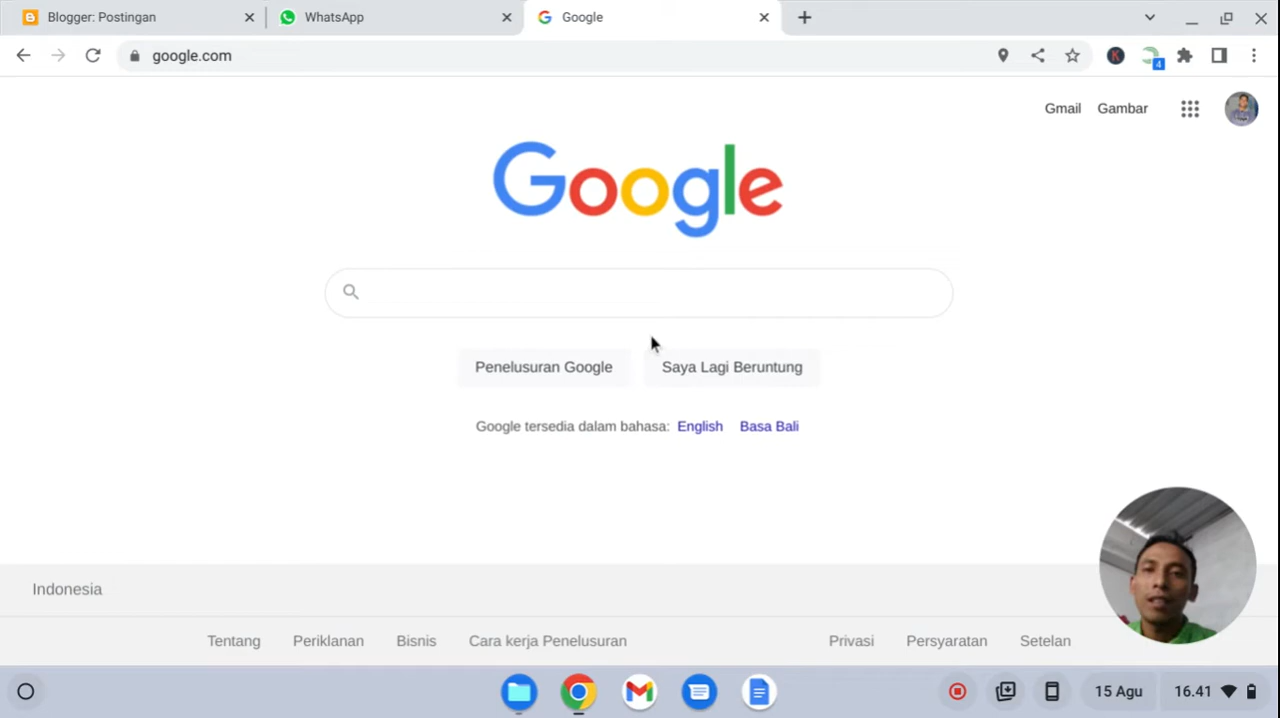 Blogger: Postingan
WhatsApp
Google
google.com
K
4
Gmail
Gambar
Google
Penelusuran Google
Saya Lagi Beruntung
Google tersedia dalam bahasa: English Basa Bali
Indonesia
Tentang
Periklanan
Bisnis
Cara kerja Penelusuran
Privasi
Persyaratan
Setelan
15 Agu
16.41